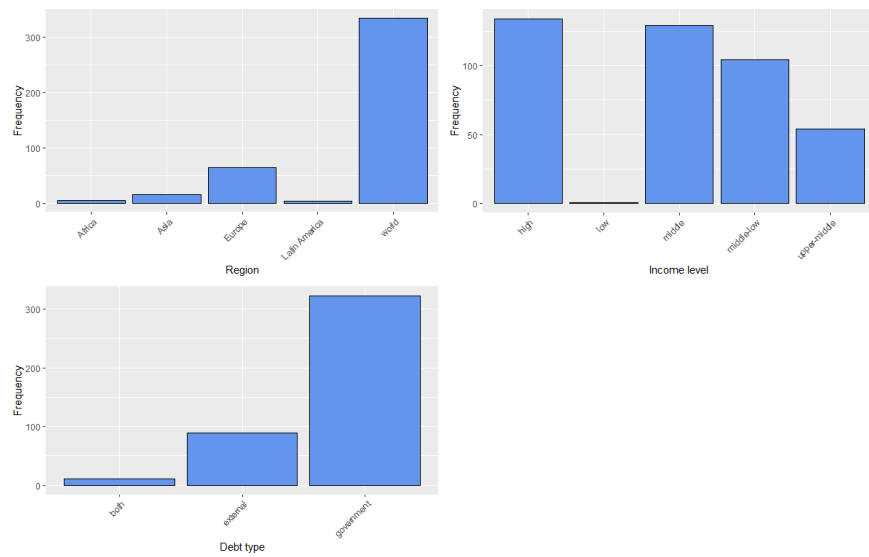 Frequency
300
200
100
0
Africa
Asia
Europe
Latin America
world
Region
Frequency
100
50
0
high
low
middle
middle-low
upper-middle
Income level
Frequency
300
200
100
0
both
external
government
Debt type